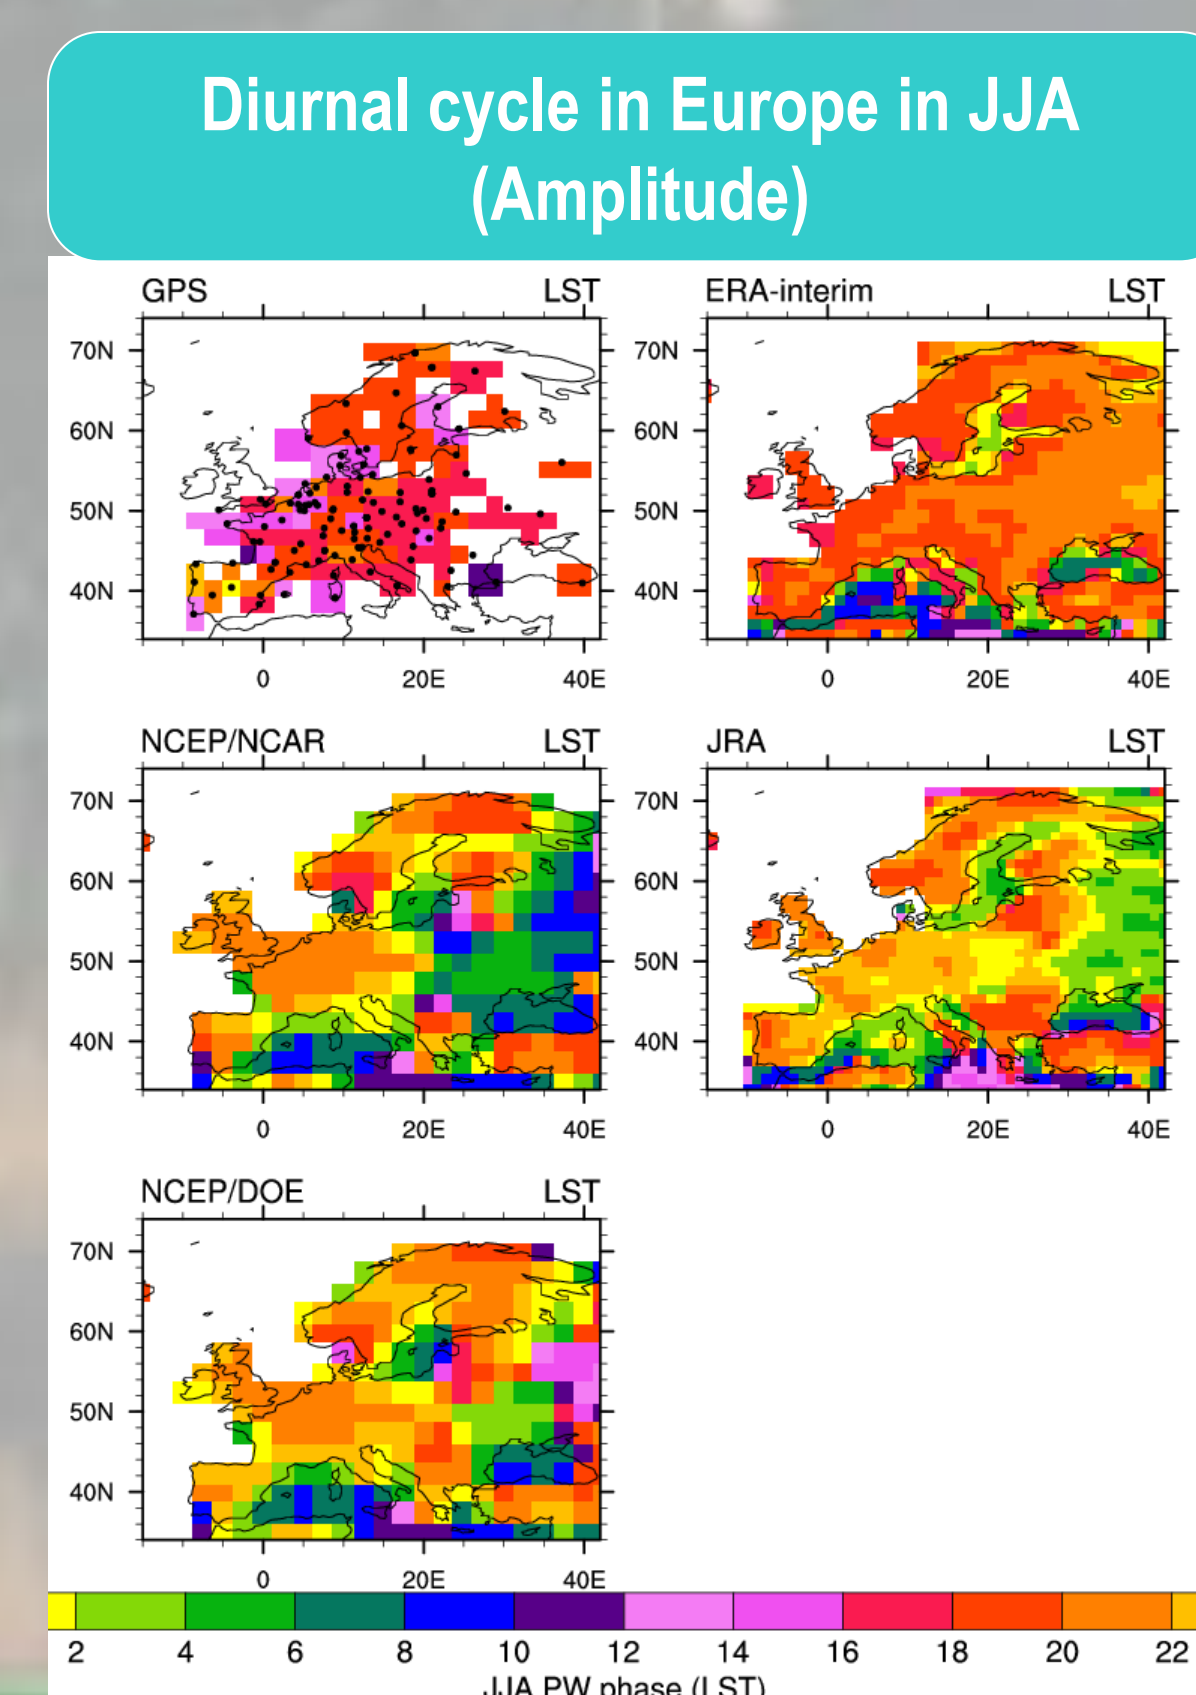 Diurnal cycle in Europe in JJA
(Amplitude)
GPS LST
70N
60N
50N
40N
0 20E 40E
ERA-interim LST
70N
60N
50N
40N
0 20E 40E
NCEP/NCAR LST
70N
60N
50N
40N
0 20E 40E
JRA LST
70N
60N
50N
40N
0 20E 40E
NCEP/DOE LST
70N
60N
50N
40N
0 20E 40E
2 4 6 8 10 12 14 16 18 20 22
JJA PW phase (LST)